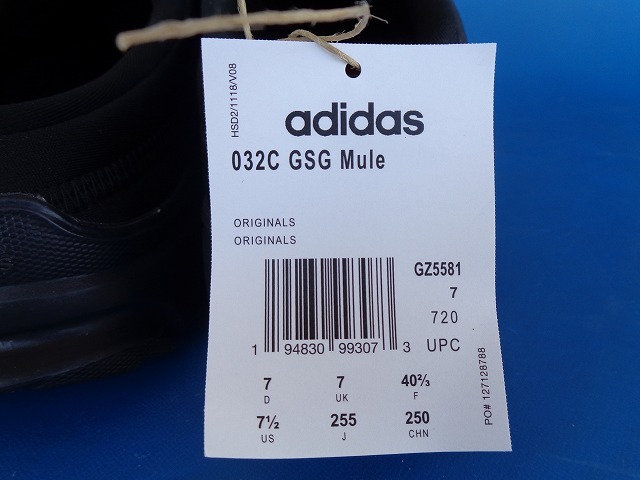 HSD2/1118/V08
adidas
032C GSG Mule
ORIGINALS
ORIGINALS
GZ5581
7
720
1 94830 99307 3 UPC
7 7 40⅔
D UK F
7½ 255 250
US J CHN
PO# 127128788